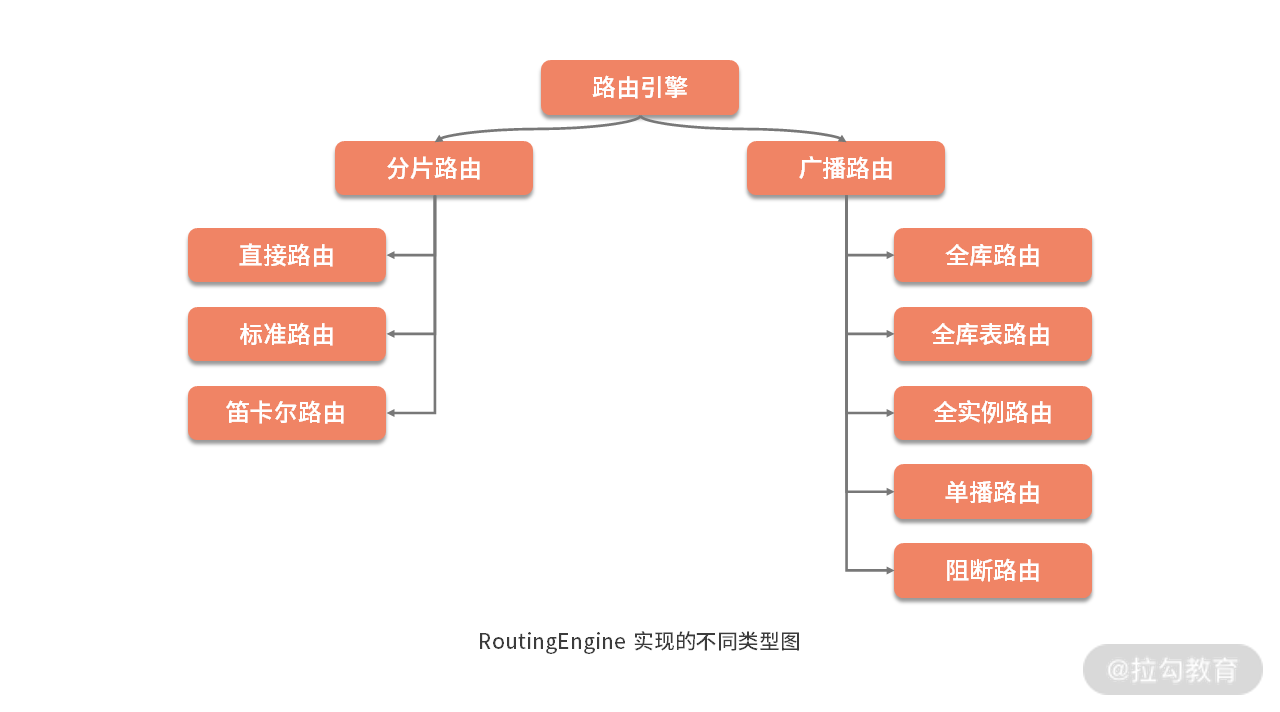 路由引擎
分片路由
广播路由
直接路由
全库路由
标准路由
全库表路由
笛卡尔路由
全实例路由
单播路由
阻断路由
RoutingEngine 实现的不同类型图
@拉勾教育